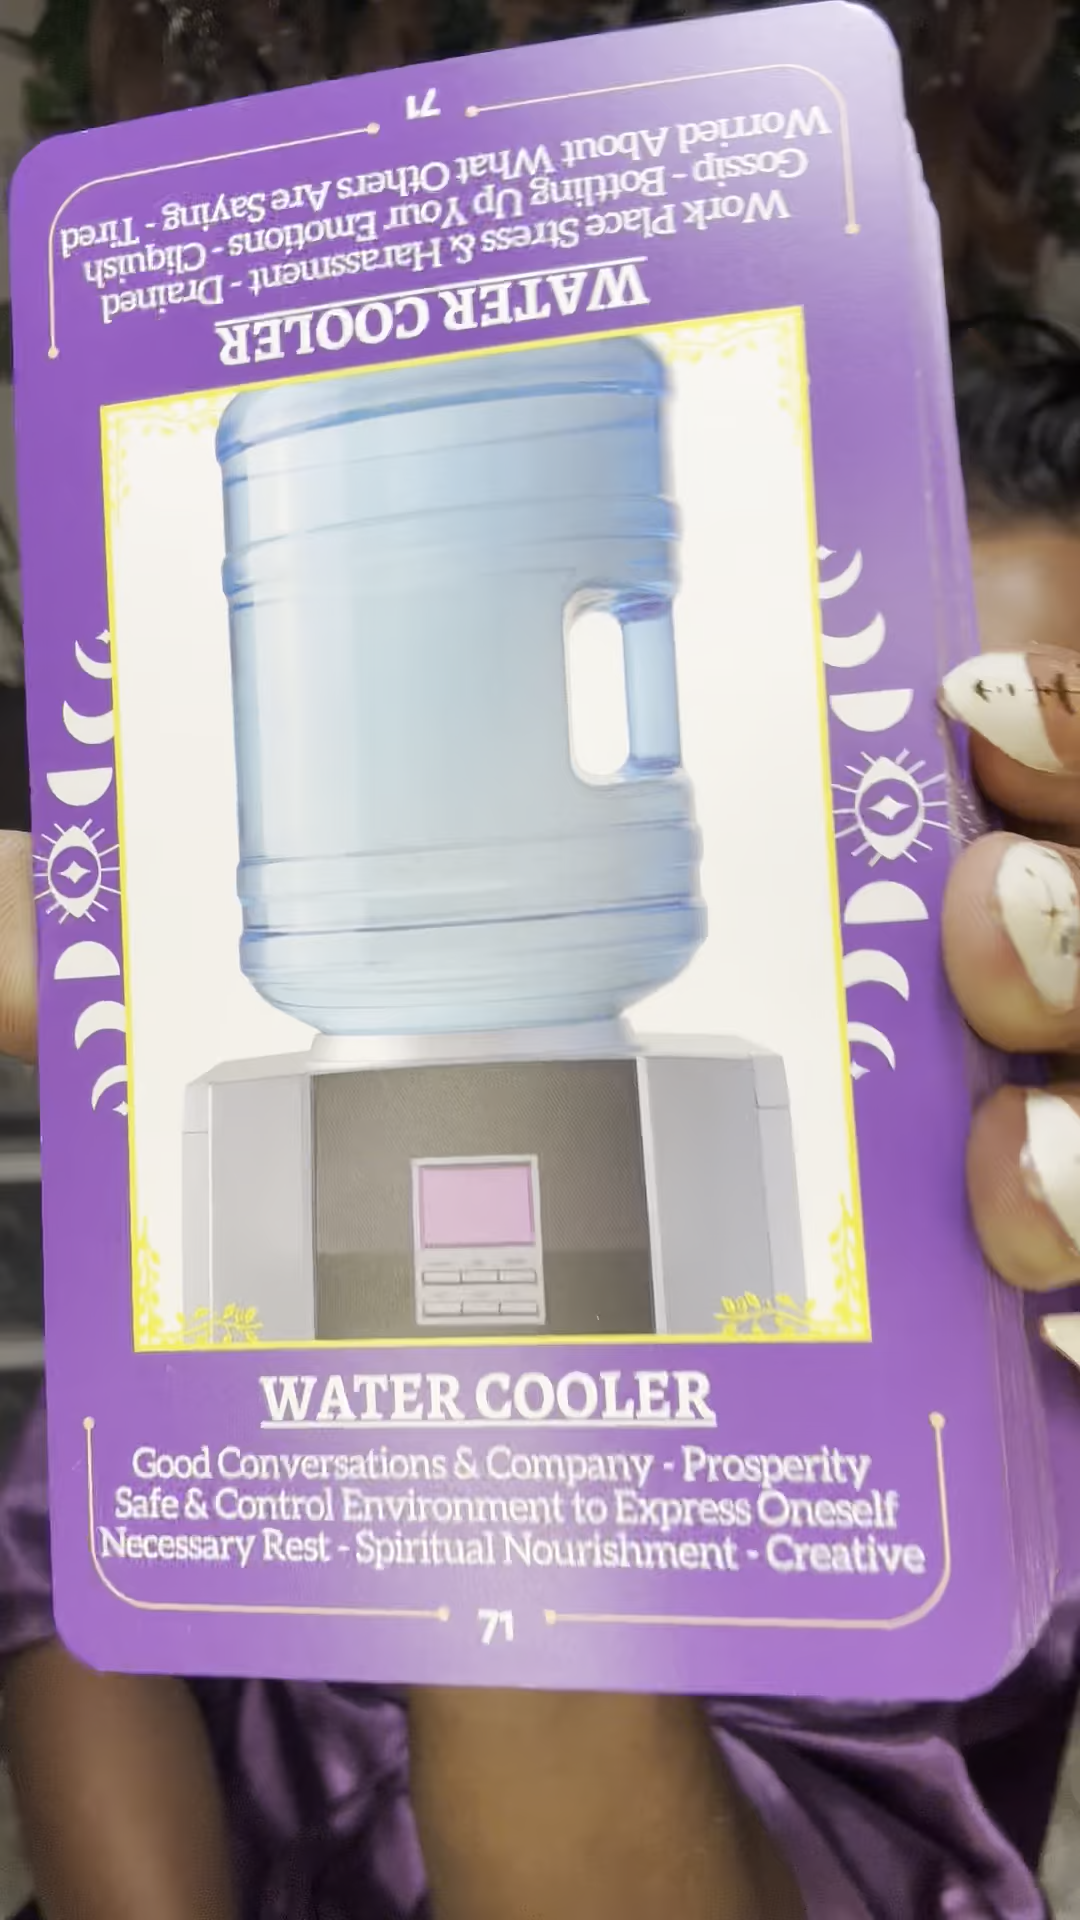 71
Worried About What Others Are Saying - Tired
Gossip - Bottling Up Your Emotions - Cliquish
Work Place Stress & Harassment - Drained
WATER COOLER
WATER COOLER
Good Conversations & Company - Prosperity
Safe & Control Environment to Express Oneself
Necessary Rest - Spiritual Nourishment - Creative
71